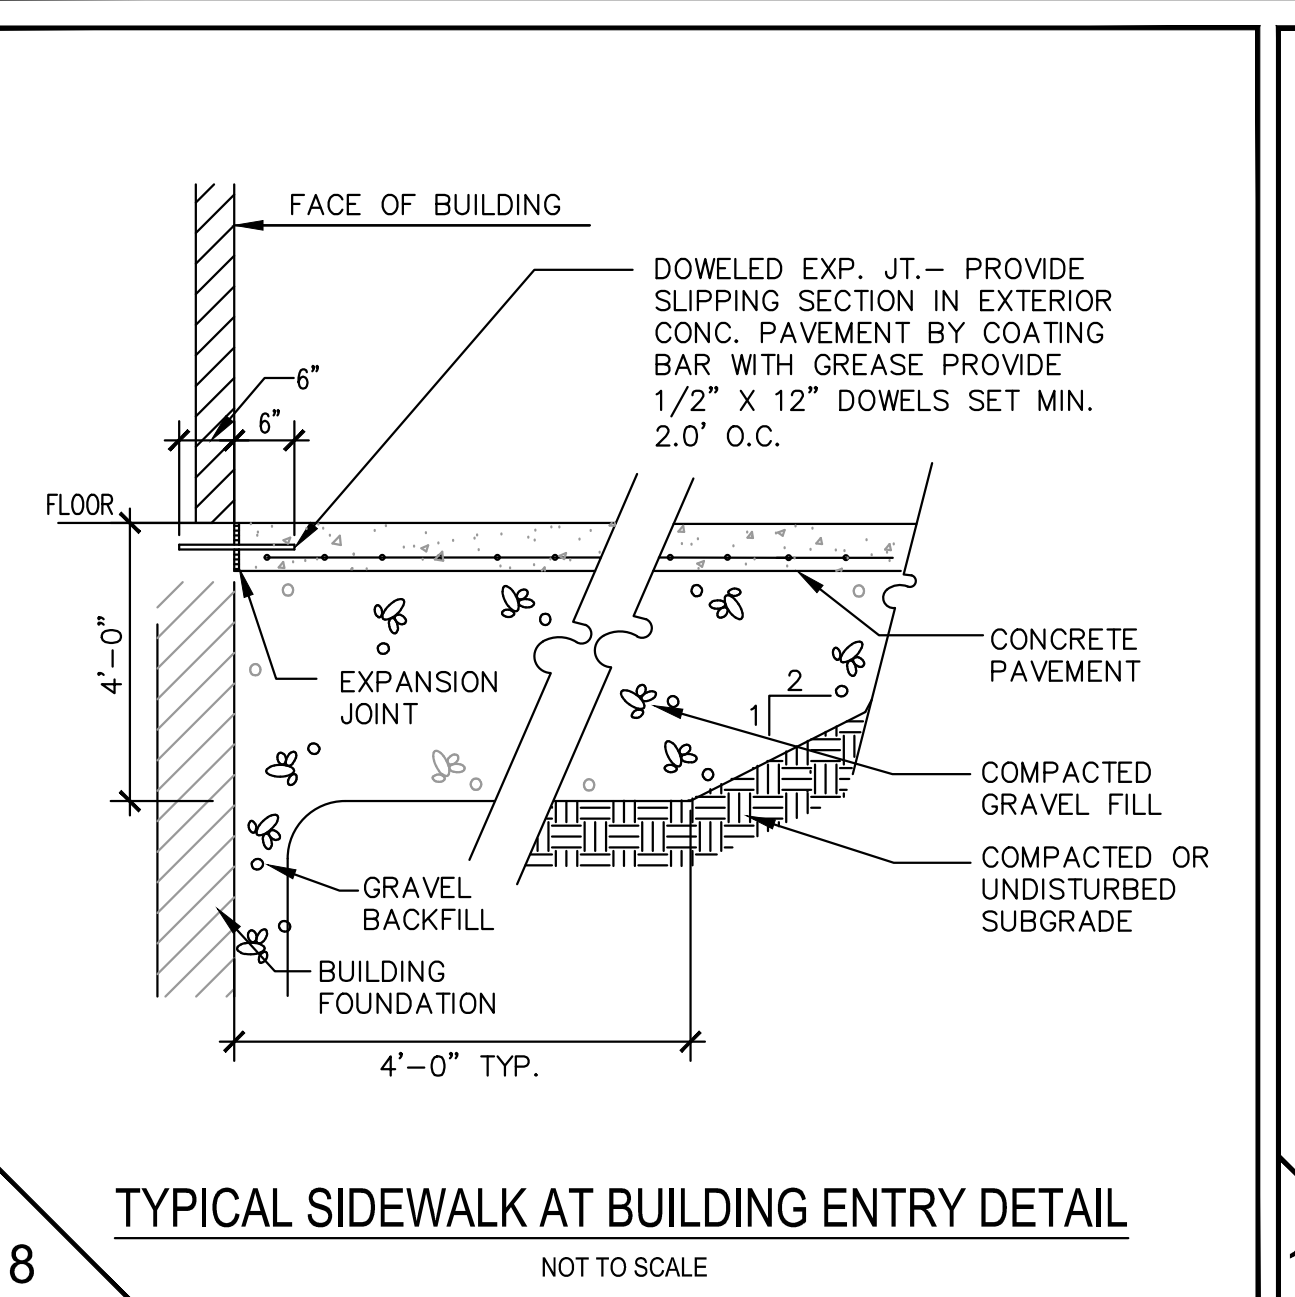 FACE OF BUILDING
DOWELED EXP. JT.– PROVIDE
SLIPPING SECTION IN EXTERIOR
CONC. PAVEMENT BY COATING
BAR WITH GREASE PROVIDE
1/2" X 12" DOWELS SET MIN.
2.0' O.C.
6"
6"
FLOOR
4'–0"
EXPANSION
JOINT
CONCRETE
PAVEMENT
2
1
COMPACTED
GRAVEL FILL
COMPACTED OR
UNDISTURBED
SUBGRADE
GRAVEL
BACKFILL
BUILDING
FOUNDATION
4'–0" TYP.
TYPICAL SIDEWALK AT BUILDING ENTRY DETAIL
NOT TO SCALE
8